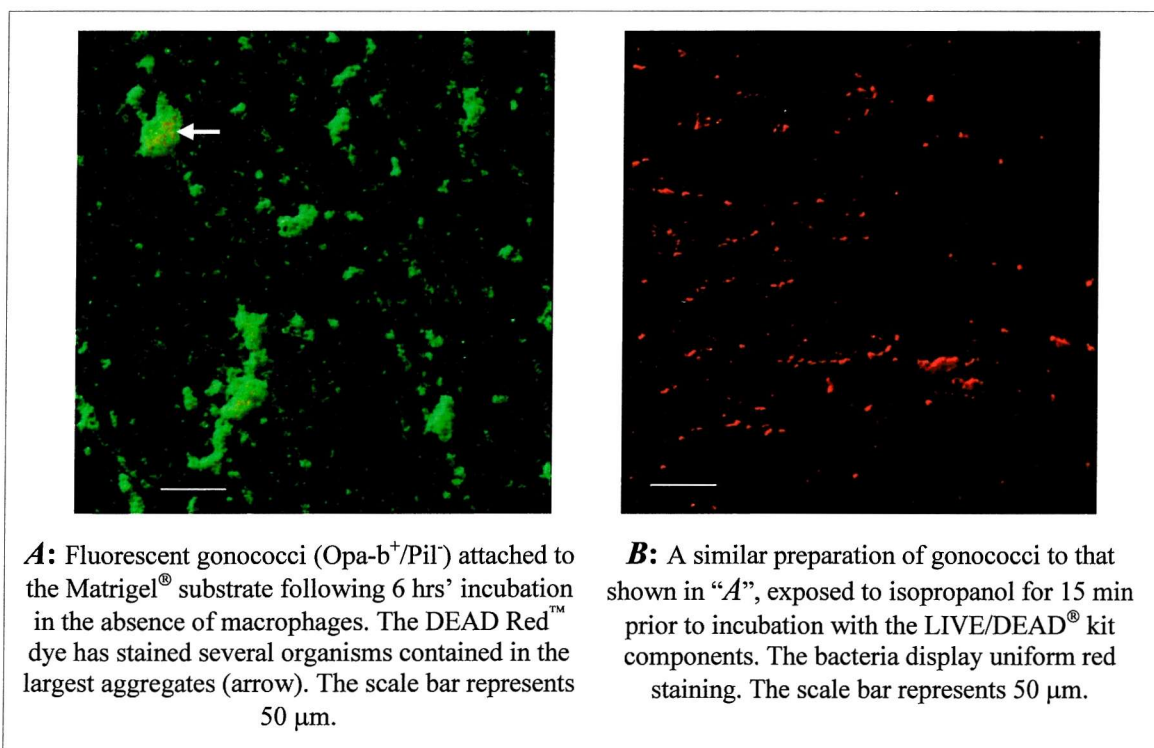 A: Fluorescent gonococci (Opa-b⁺/Pil⁻) attached to
the Matrigel® substrate following 6 hrs’ incubation
in the absence of macrophages. The DEAD Red™
dye has stained several organisms contained in the
largest aggregates (arrow). The scale bar represents
50 μm.
B: A similar preparation of gonococci to that
shown in “A”, exposed to isopropanol for 15 min
prior to incubation with the LIVE/DEAD® kit
components. The bacteria display uniform red
staining. The scale bar represents 50 μm.